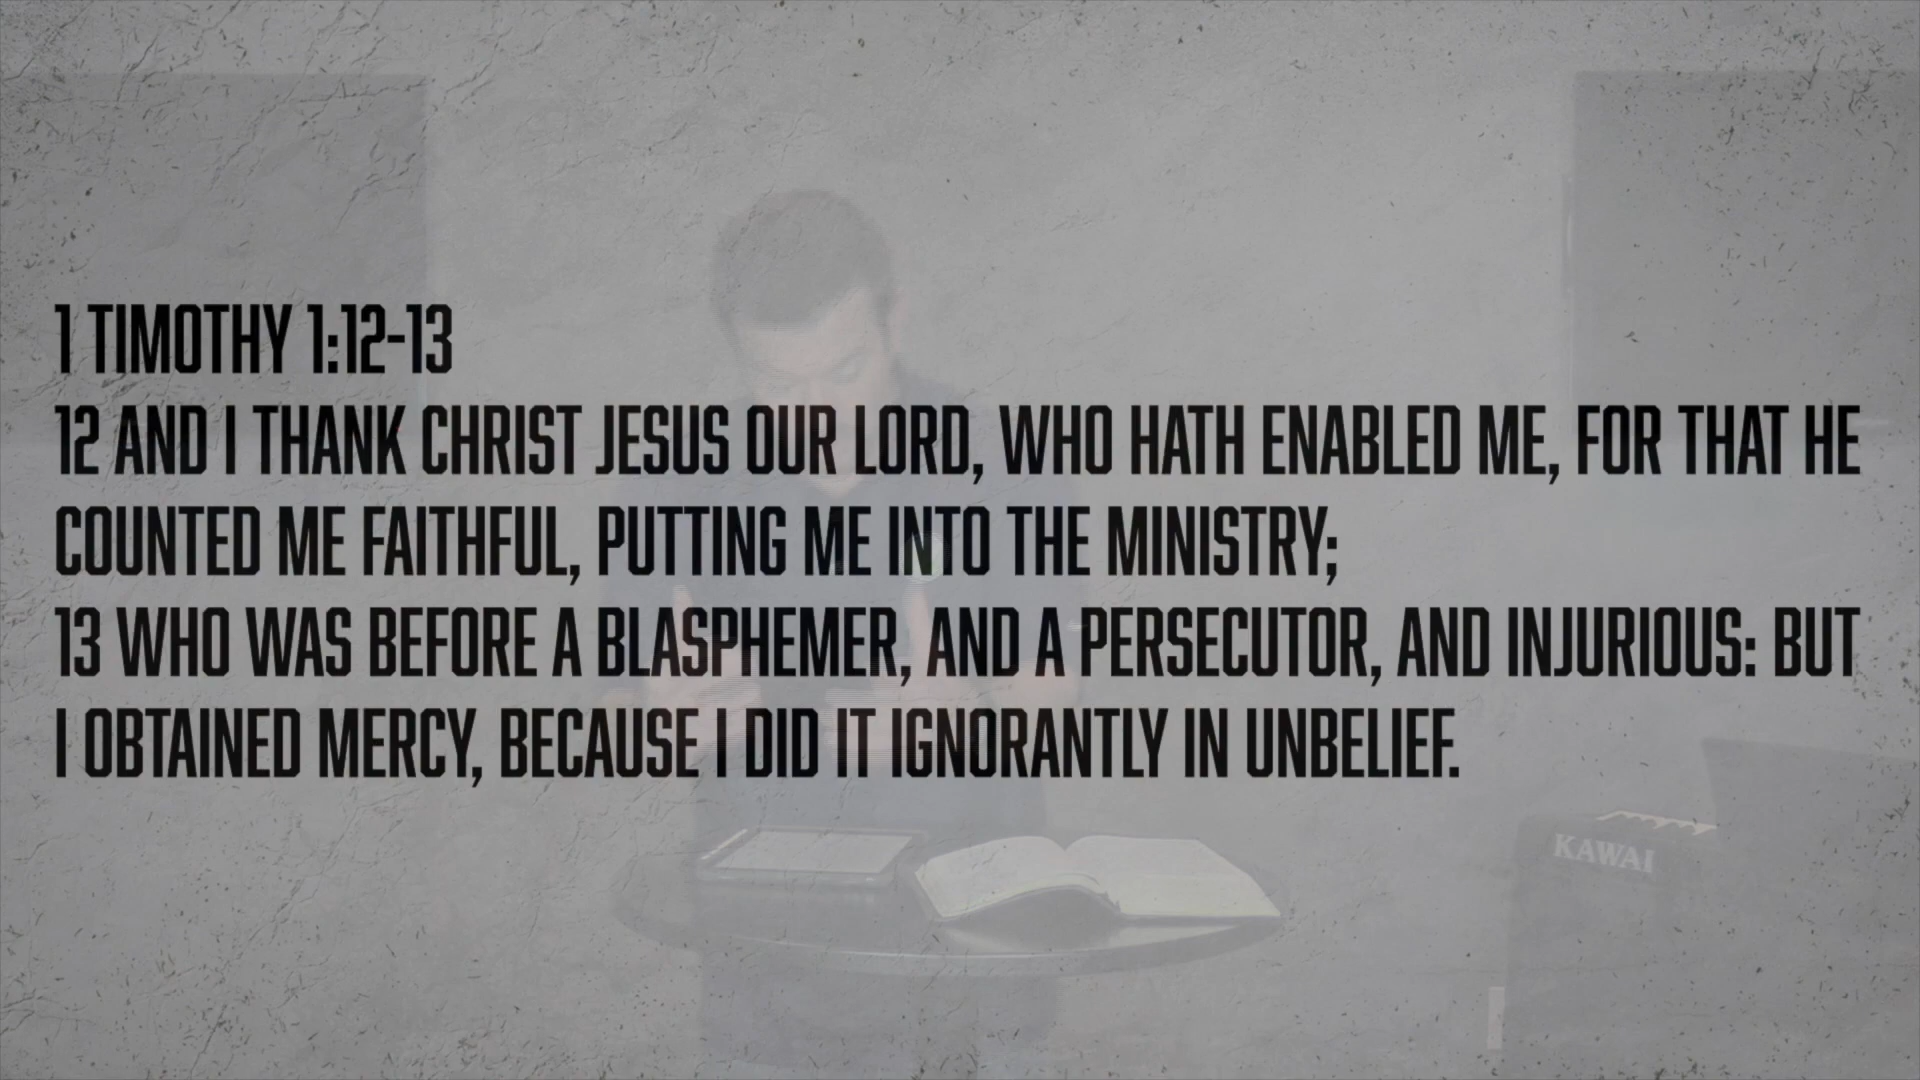 1 TIMOTHY 1:12-13
12 AND I THANK CHRIST JESUS OUR LORD, WHO HATH ENABLED ME, FOR THAT HE
COUNTED ME FAITHFUL, PUTTING ME INTO THE MINISTRY;
13 WHO WAS BEFORE A BLASPHEMER, AND A PERSECUTOR, AND INJURIOUS: BUT
I OBTAINED MERCY, BECAUSE I DID IT IGNORANTLY IN UNBELIEF.
KAWAI